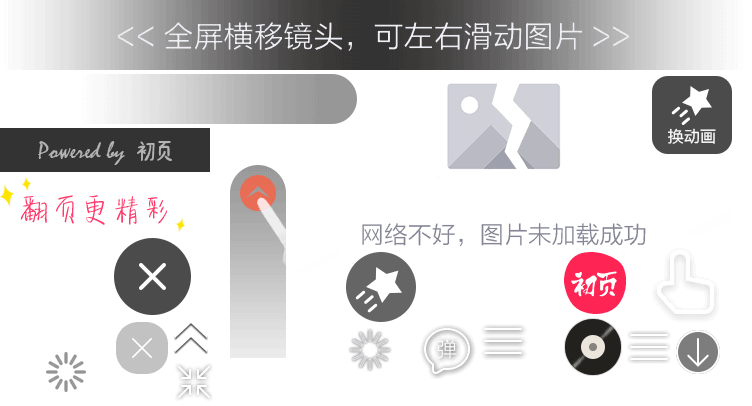 << 全屏横移镜头，可左右滑动图片 >>
换动画
Powered by 初页
翻页更精彩
网络不好，图片未加载成功
初页
弹